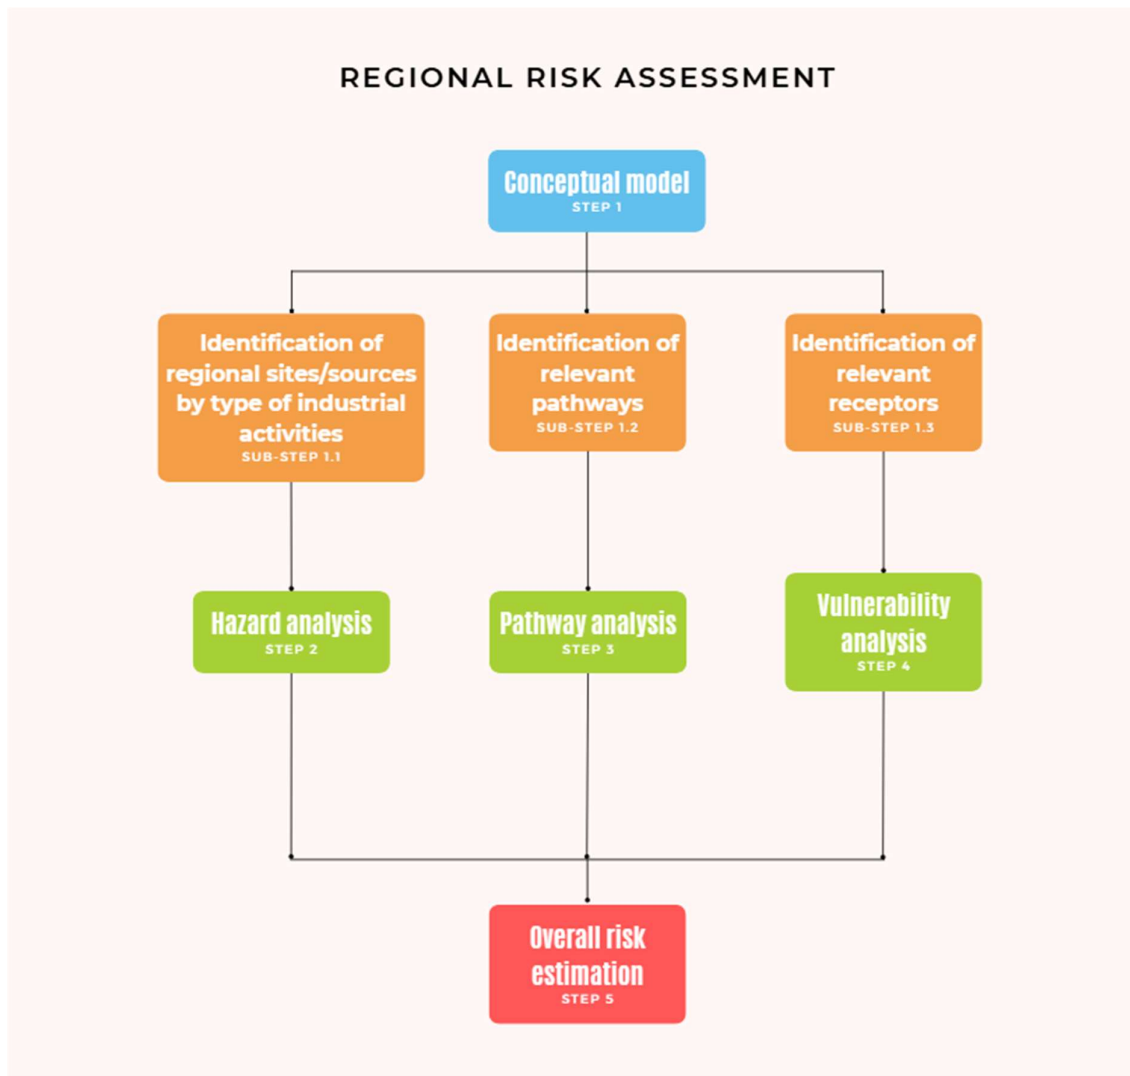 REGIONAL RISK ASSESSMENT
Conceptual model
STEP 1
Identification of
regional sites/sources
by type of industrial
activities
SUB-STEP 1.1
Identification of
relevant
pathways
SUB-STEP 1.2
Identification of
relevant
receptors
SUB-STEP 1.3
Hazard analysis
STEP 2
Pathway analysis
STEP 3
Vulnerability
analysis
STEP 4
Overall risk
estimation
STEP 5